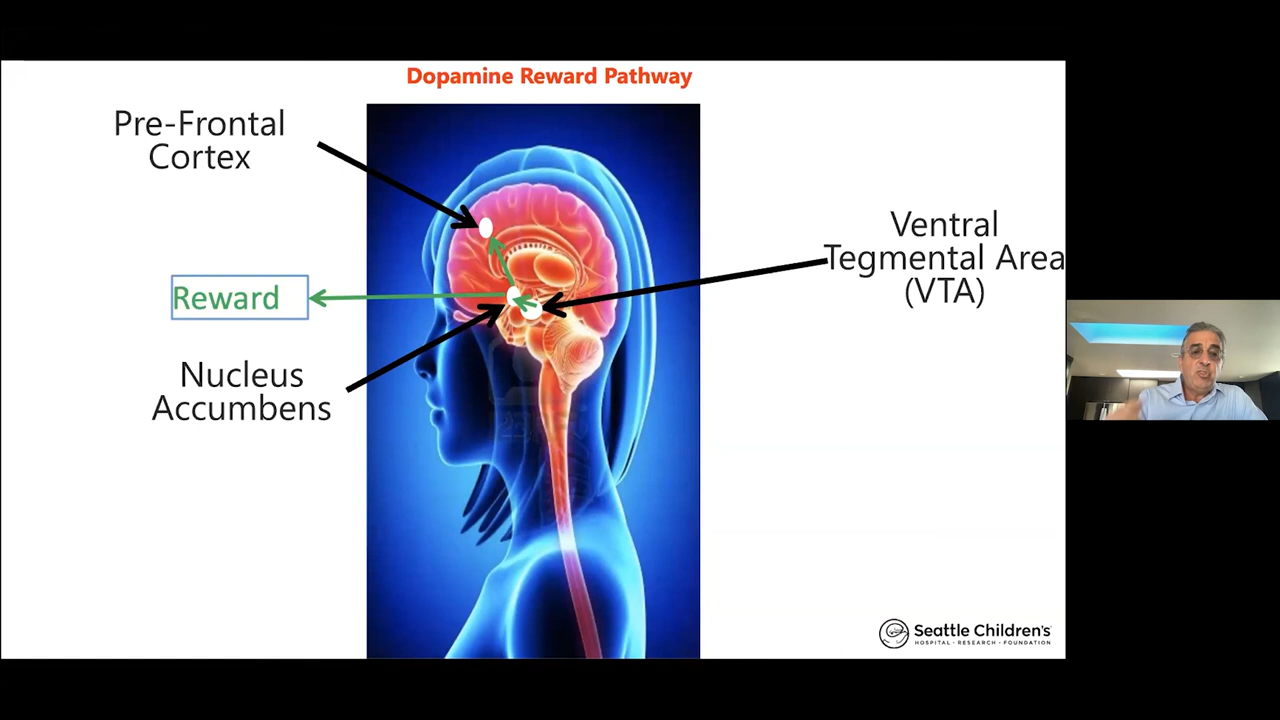 Dopamine Reward Pathway
Pre-Frontal
Cortex
Ventral
Tegmental Area
(VTA)
Reward
Nucleus
Accumbens
Seattle Children's
HOSPITAL • RESEARCH • FOUNDATION